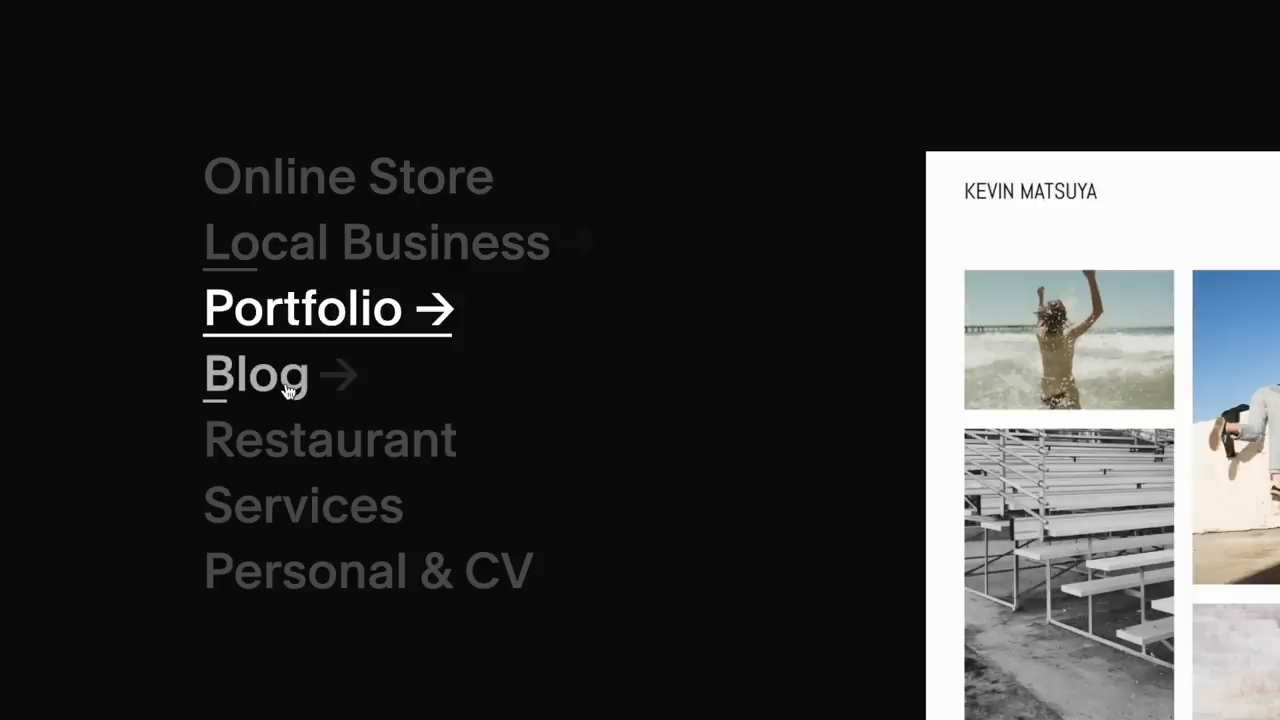 Online Store
Local Business →
Portfolio →
Blog →
Restaurant
Services
Personal & CV
KEVIN MATSUYA